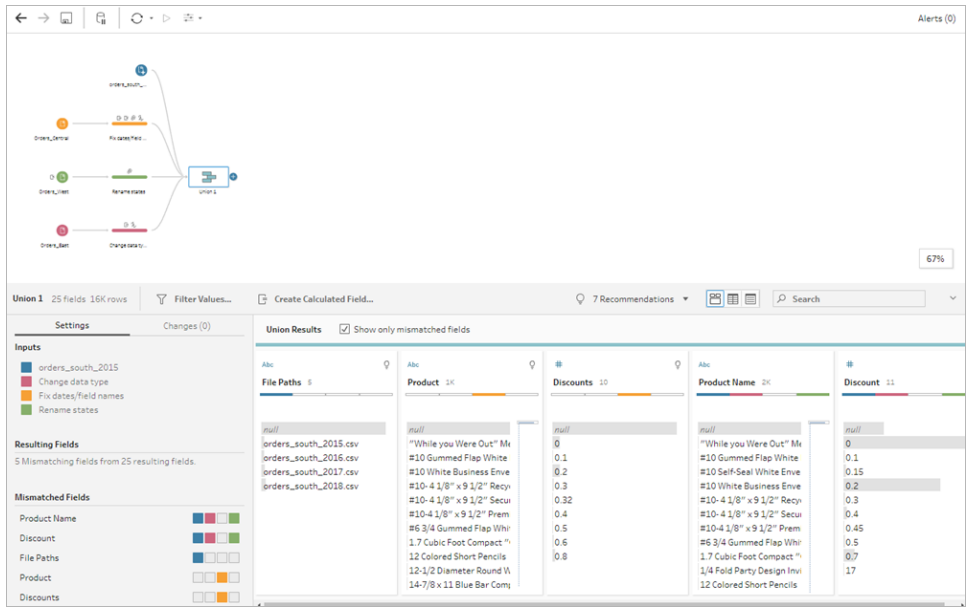 Alerts (0)
orders_south_...
Orders_Central
Fix dates/field ...
Orders_West
Rename states
Union 1
Orders_East
Change data ty...
67%
Union 1 25 fields 16K rows Filter Values... Create Calculated Field... 7 Recommendations Search
Settings Changes (0)
Union Results Show only mismatched fields
Inputs
orders_south_2015
Change data type
Fix dates/field names
Rename states
Resulting Fields
5 Mismatching fields from 25 resulting fields.
Mismatched Fields
Product Name
Discount
File Paths
Product
Discounts
Abc
File Paths 5
null
orders_south_2015.csv
orders_south_2016.csv
orders_south_2017.csv
orders_south_2018.csv
Abc
Product 1K
null
"While you Were Out" Me
#10 Gummed Flap White
#10 White Business Enve
#10- 4 1/8" x 9 1/2" Recy
#10- 4 1/8" x 9 1/2" Secur
#10-4 1/8" x 9 1/2" Prem
#6 3/4 Gummed Flap Whi
1.7 Cubic Foot Compact "
12 Colored Short Pencils
12-1/2 Diameter Round W
14-7/8 x 11 Blue Bar Comp
#
Discounts 10
null
0
0.1
0.2
0.3
0.32
0.4
0.5
0.6
0.8
Abc
Product Name 2K
null
"While you Were Out" Me
#10 Gummed Flap White
#10 Self-Seal White Enve
#10 White Business Enve
#10- 4 1/8" x 9 1/2" Recy
#10- 4 1/8" x 9 1/2" Secu
#10-4 1/8" x 9 1/2" Prem
#6 3/4 Gummed Flap Whi
1.7 Cubic Foot Compact "
1/4 Fold Party Design Invi
12 Colored Short Pencils
#
Discount 11
null
0
0.1
0.15
0.2
0.3
0.4
0.45
0.5
0.7
17